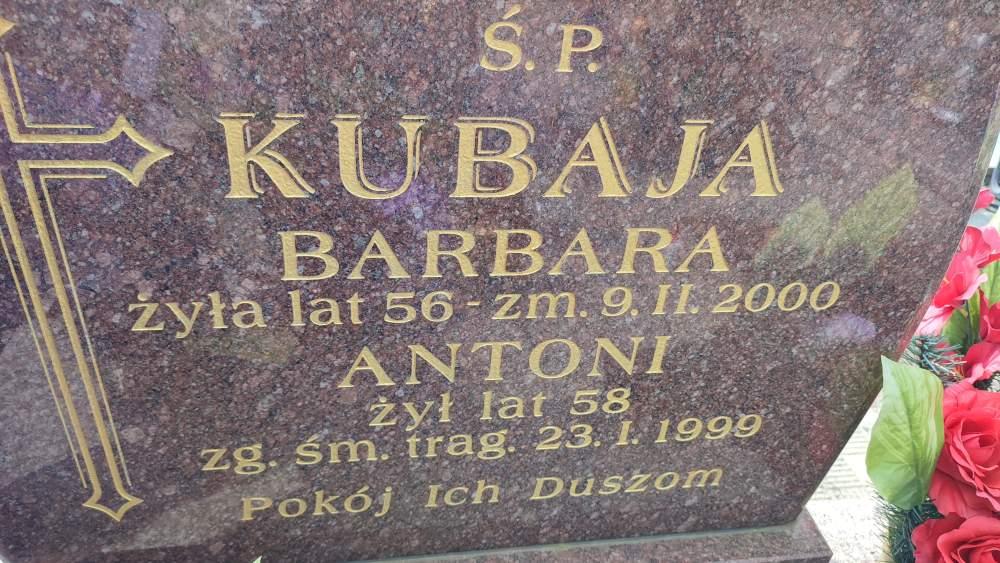 Ś.P.
KUBAJA
BARBARA
żyła lat 56 - zm. 9. II. 2000
ANTONI
żył lat 58
zg. śm. trag. 23. I. 1999
Pokój Ich Duszom